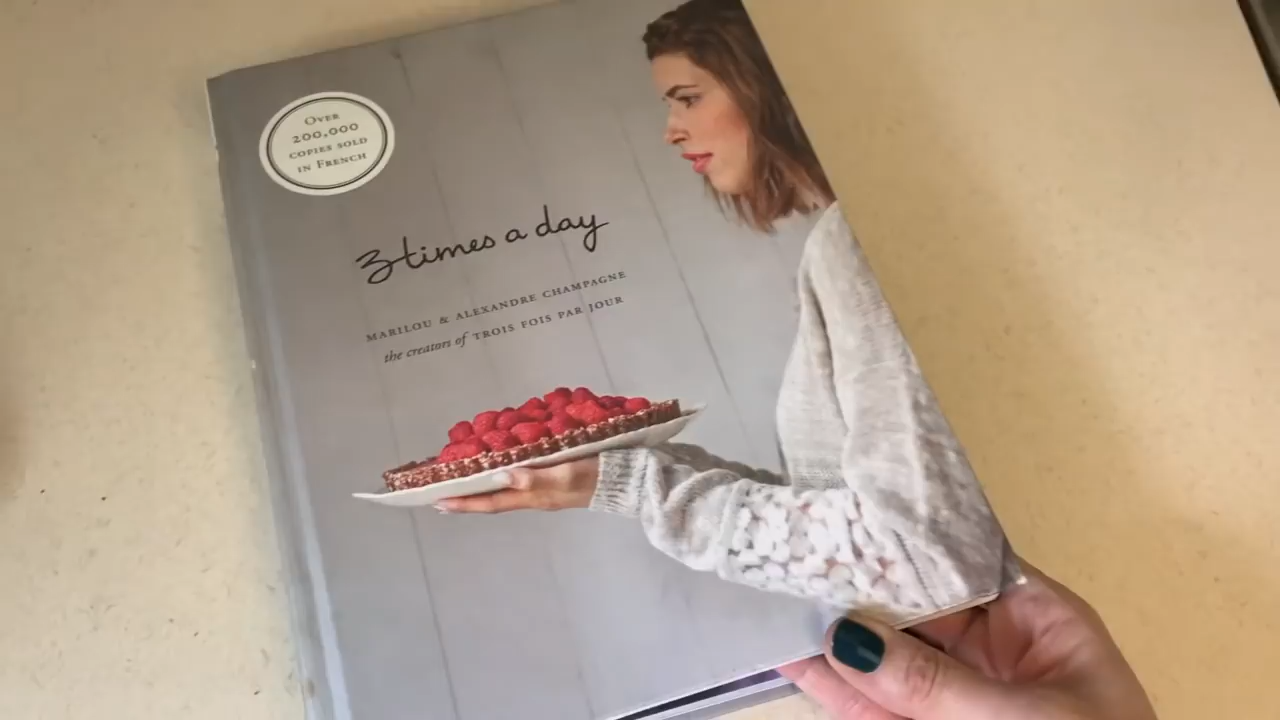 OVER
200,000
COPIES SOLD
IN FRENCH
3 times a day
MARILOU & ALEXANDRE CHAMPAGNE
the creators of TROIS FOIS PAR JOUR